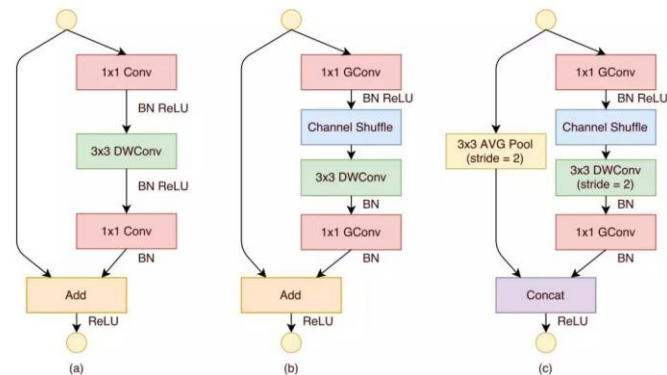 1x1 Conv
BN ReLU
3x3 DWConv
BN ReLU
1x1 Conv
BN
Add
ReLU
(a)
1x1 GConv
BN ReLU
Channel Shuffle
3x3 DWConv
BN
1x1 GConv
BN
Add
ReLU
(b)
3x3 AVG Pool
(stride = 2)
1x1 GConv
BN ReLU
Channel Shuffle
3x3 DWConv
(stride = 2)
BN
1x1 GConv
BN
Concat
ReLU
(c)